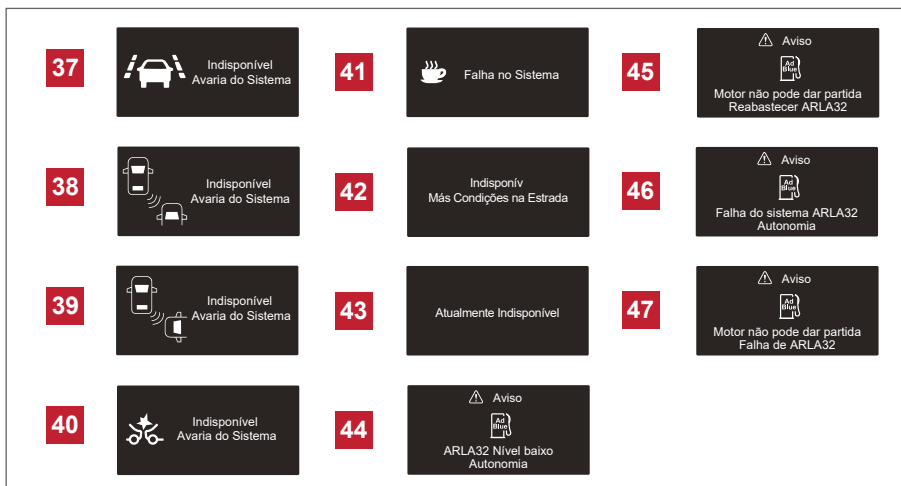 37
Indisponível
Avaria do Sistema
38
Indisponível
Avaria do Sistema
39
Indisponível
Avaria do Sistema
40
Indisponível
Avaria do Sistema
41
Falha no Sistema
42
Indisponív
Más Condições na Estrada
43
Atualmente Indisponível
44
Aviso
Ad
Blue
ARLA32 Nível baixo
Autonomia
45
Aviso
Ad
Blue
Motor não pode dar partida
Reabastecer ARLA32
46
Aviso
Ad
Blue
Falha do sistema ARLA32
Autonomia
47
Aviso
Ad
Blue
Motor não pode dar partida
Falha de ARLA32